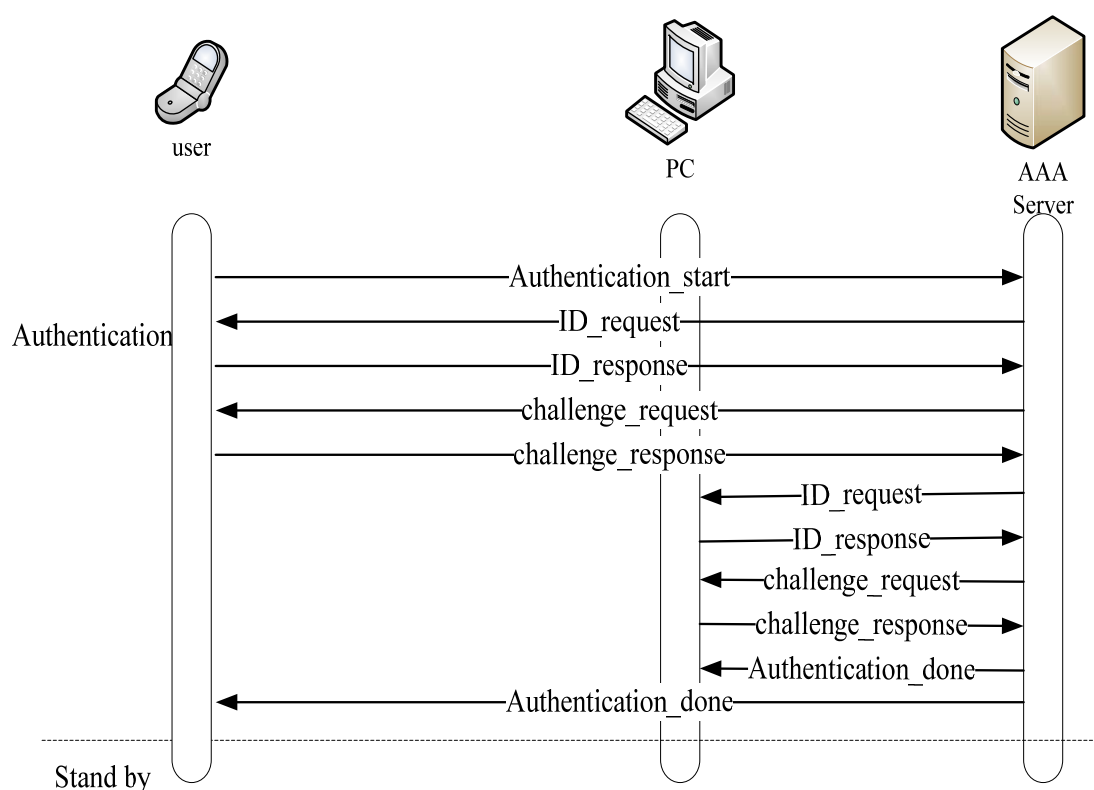 user
PC
AAA
Server
Authentication_start
ID_request
Authentication
ID_response
challenge_request
challenge_response
ID_request
ID_response
challenge_request
challenge_response
Authentication_done
Authentication_done
Stand by